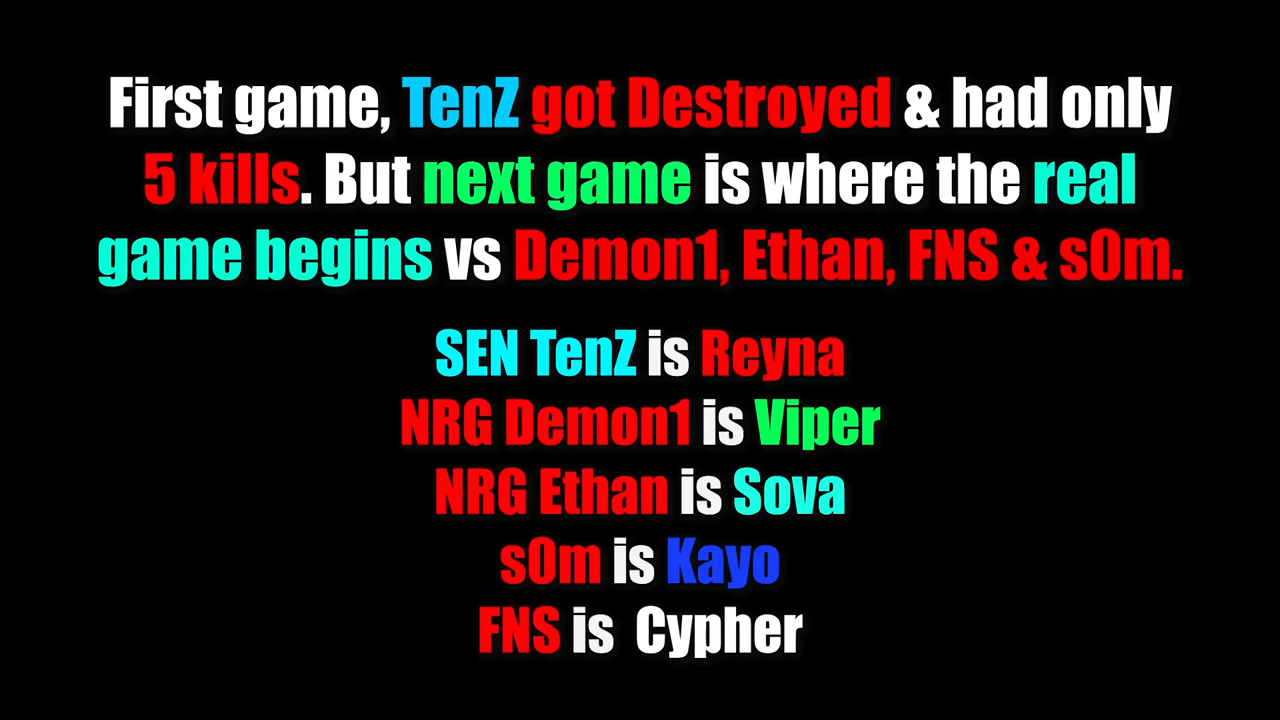 First game, TenZ got Destroyed & had only
5 kills. But next game is where the real
game begins vs Demon1, Ethan, FNS & s0m.
SEN TenZ is Reyna
NRG Demon1 is Viper
NRG Ethan is Sova
s0m is Kayo
FNS is Cypher